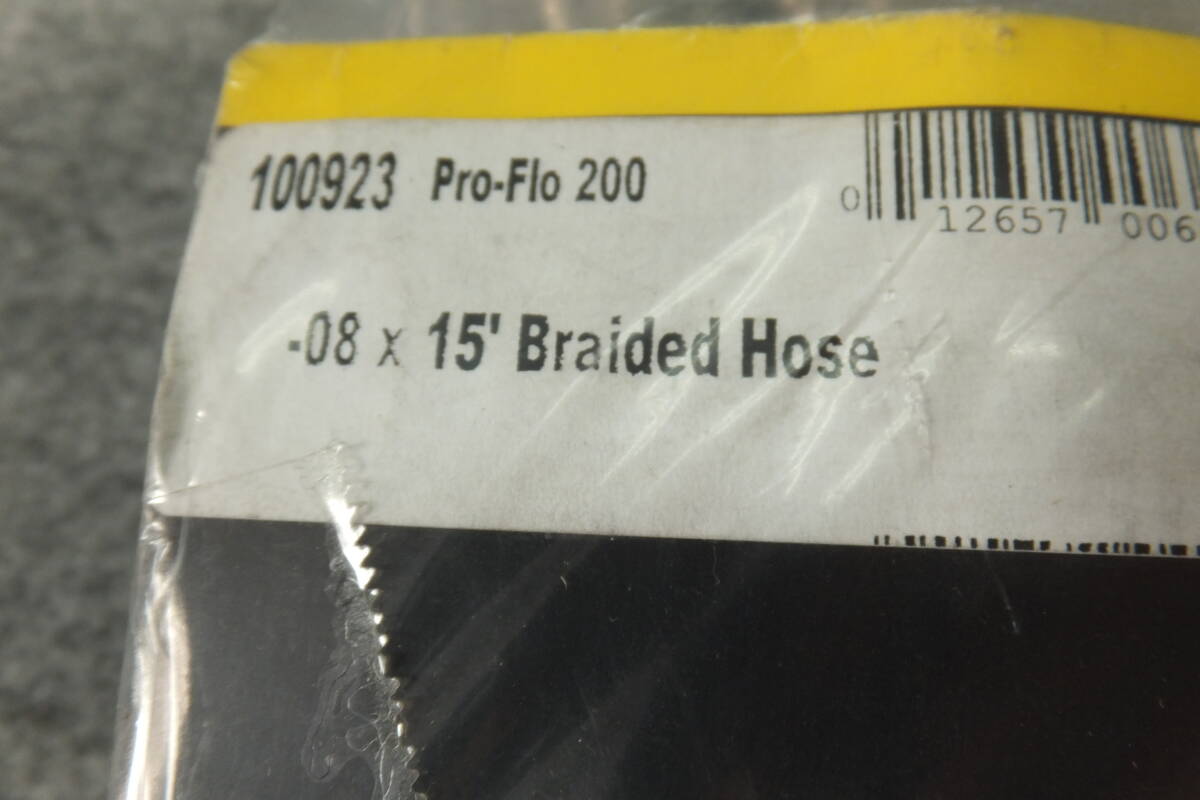 100923 Pro-Flo 200
0 12657 006
-08 x 15' Braided Hose